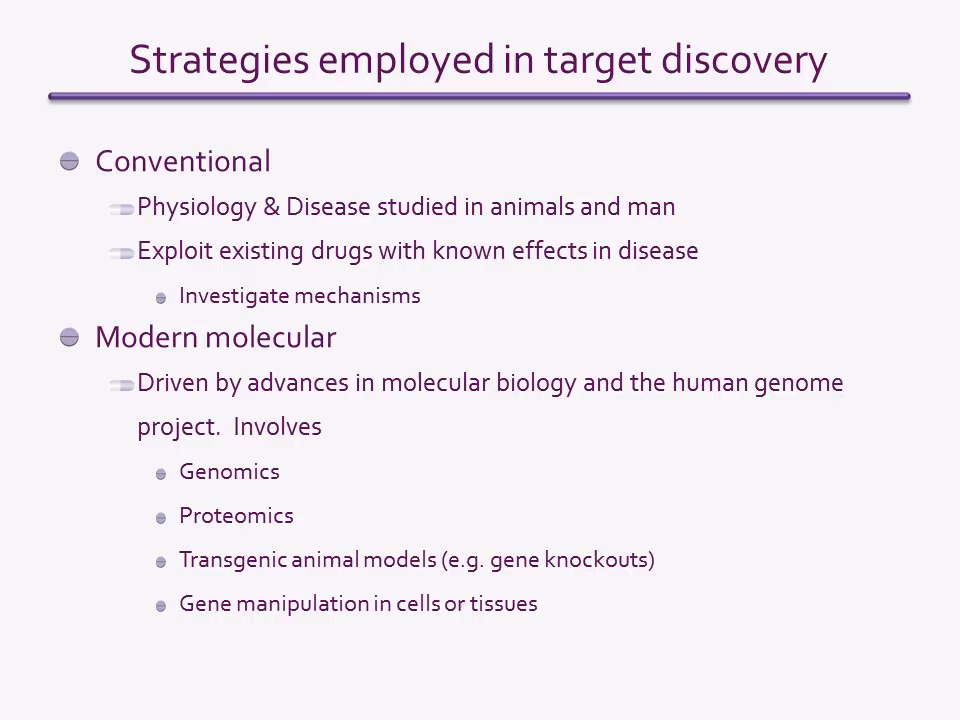 Strategies employed in target discovery
Conventional
Physiology & Disease studied in animals and man
Exploit existing drugs with known effects in disease
Investigate mechanisms
Modern molecular
Driven by advances in molecular biology and the human genome
project.  Involves
Genomics
Proteomics
Transgenic animal models (e.g. gene knockouts)
Gene manipulation in cells or tissues